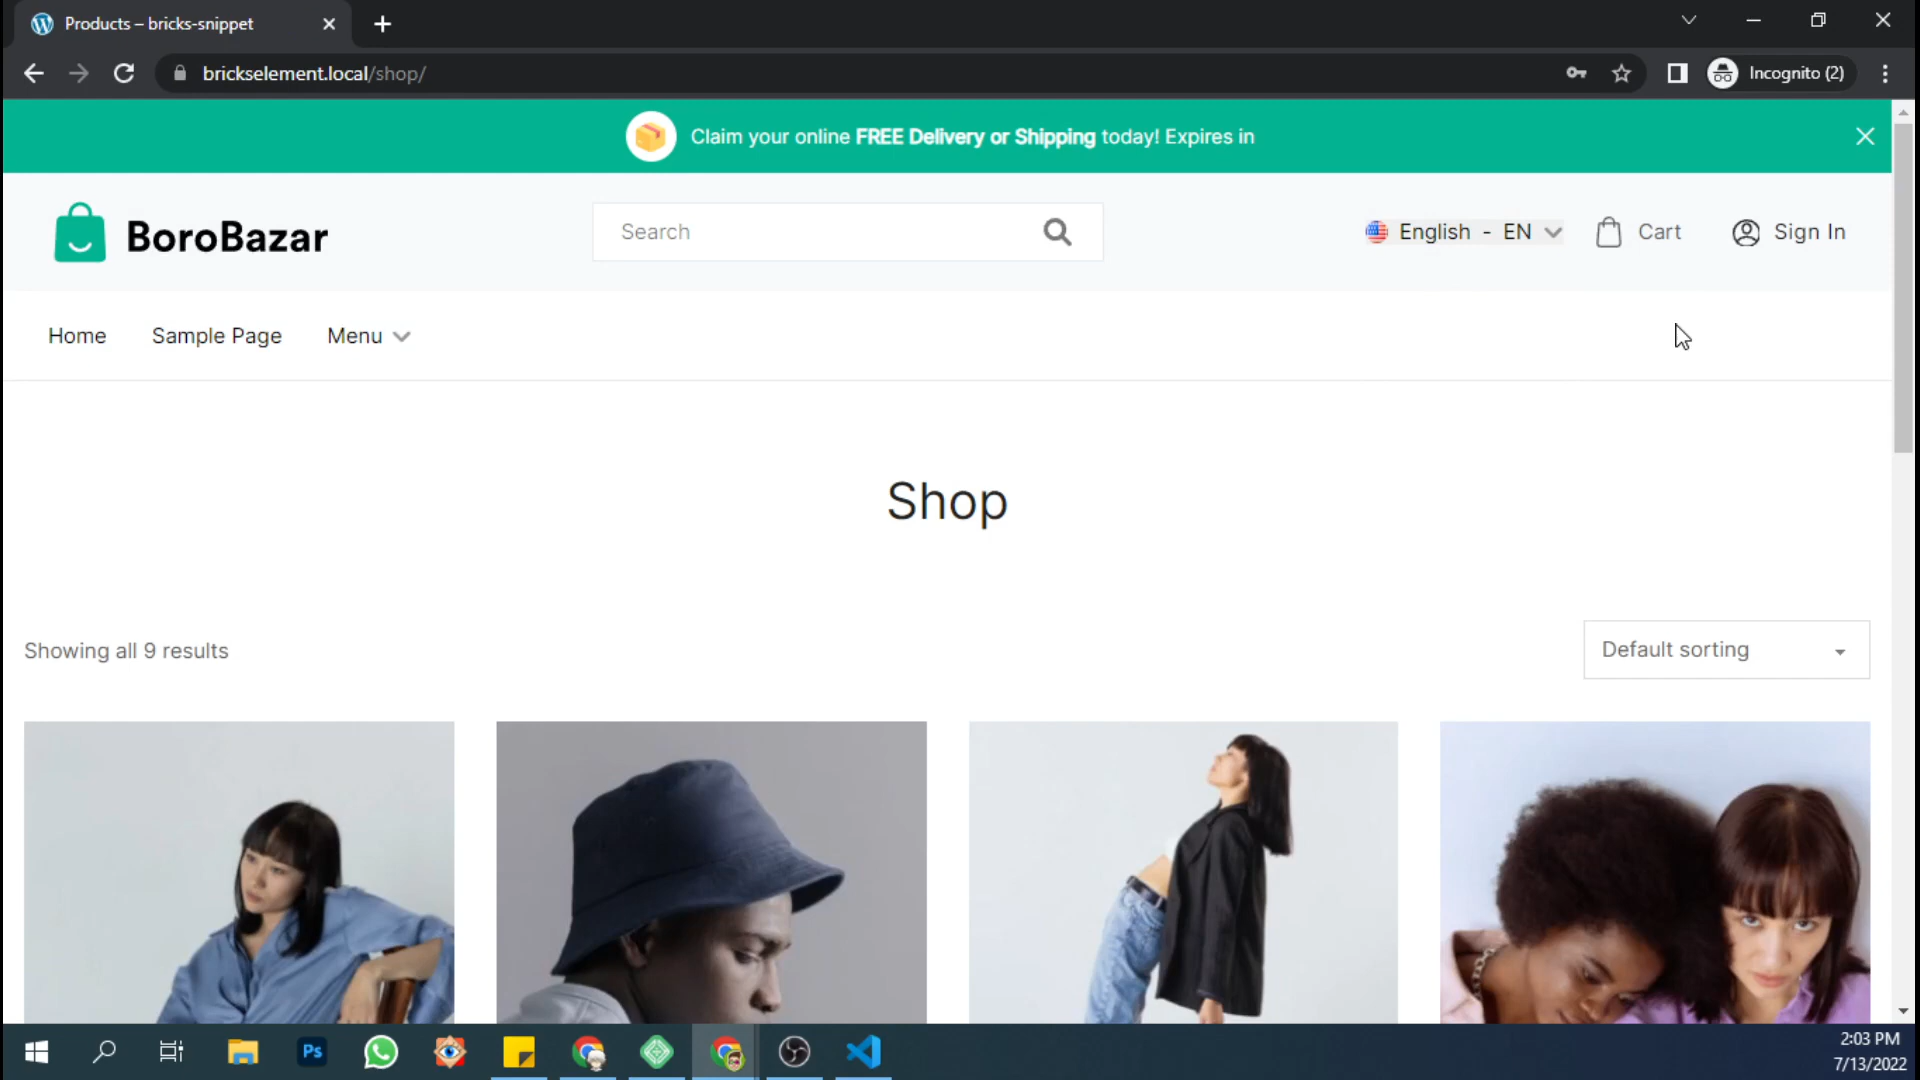 Products – bricks-snippet
brickselement.local/shop/
Incognito (2)
Claim your online FREE Delivery or Shipping today! Expires in
BoroBazar
Search
English - EN
Cart
Sign In
Home
Sample Page
Menu
Shop
Showing all 9 results
Default sorting
Ps
2:03 PM
7/13/2022